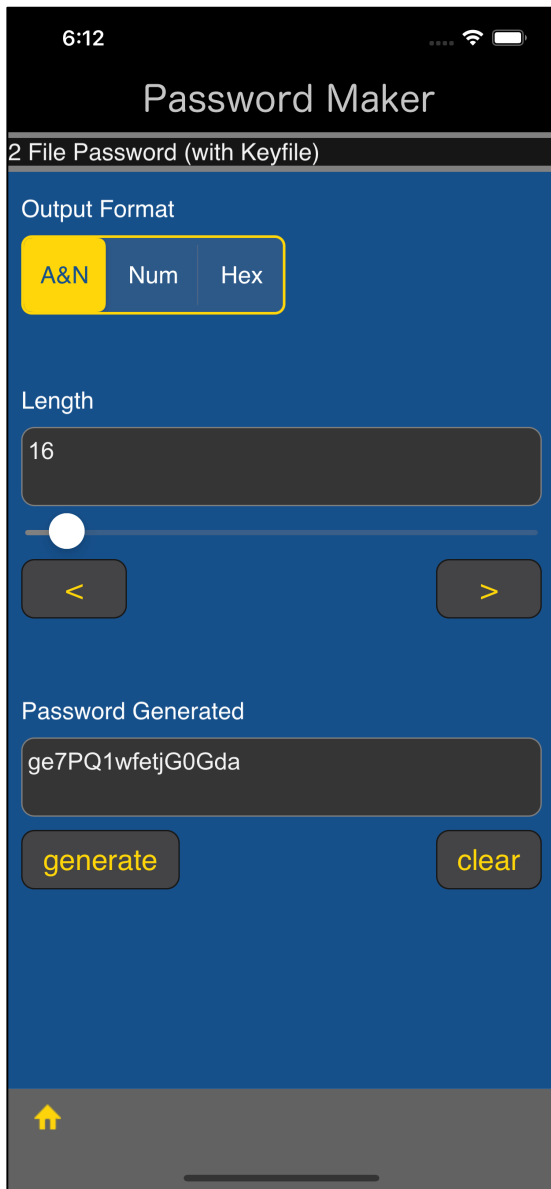 6:12
Password Maker
2 File Password (with Keyfile)
Output Format
A&N Num Hex
Length
16
< >
Password Generated
ge7PQ1wfetjG0Gda
generate clear